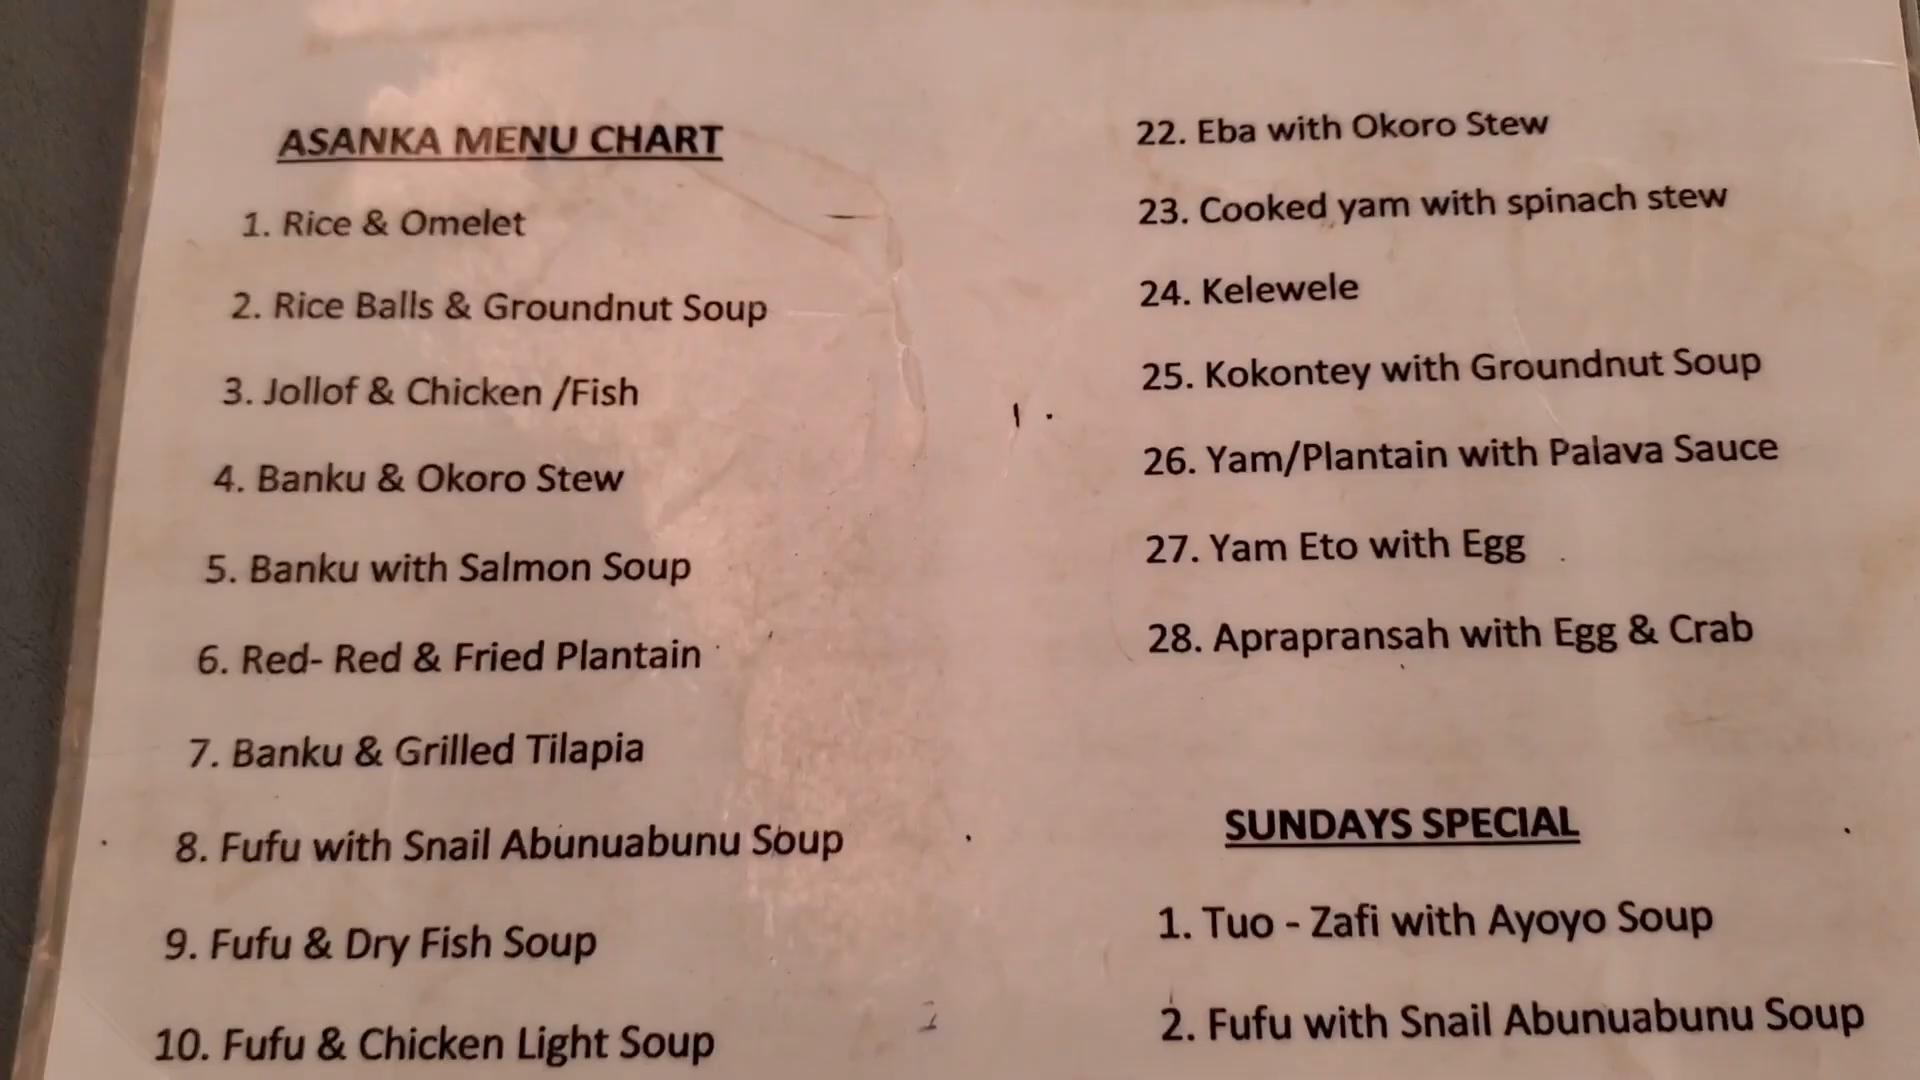 ASANKA MENU CHART
1. Rice & Omelet
2. Rice Balls & Groundnut Soup
3. Jollof & Chicken /Fish
4. Banku & Okoro Stew
5. Banku with Salmon Soup
6. Red- Red & Fried Plantain
7. Banku & Grilled Tilapia
8. Fufu with Snail Abunuabunu Soup
9. Fufu & Dry Fish Soup
10. Fufu & Chicken Light Soup
22. Eba with Okoro Stew
23. Cooked yam with spinach stew
24. Kelewele
25. Kokontey with Groundnut Soup
26. Yam/Plantain with Palava Sauce
27. Yam Eto with Egg
28. Aprapransah with Egg & Crab
SUNDAYS SPECIAL
1. Tuo - Zafi with Ayoyo Soup
2. Fufu with Snail Abunuabunu Soup